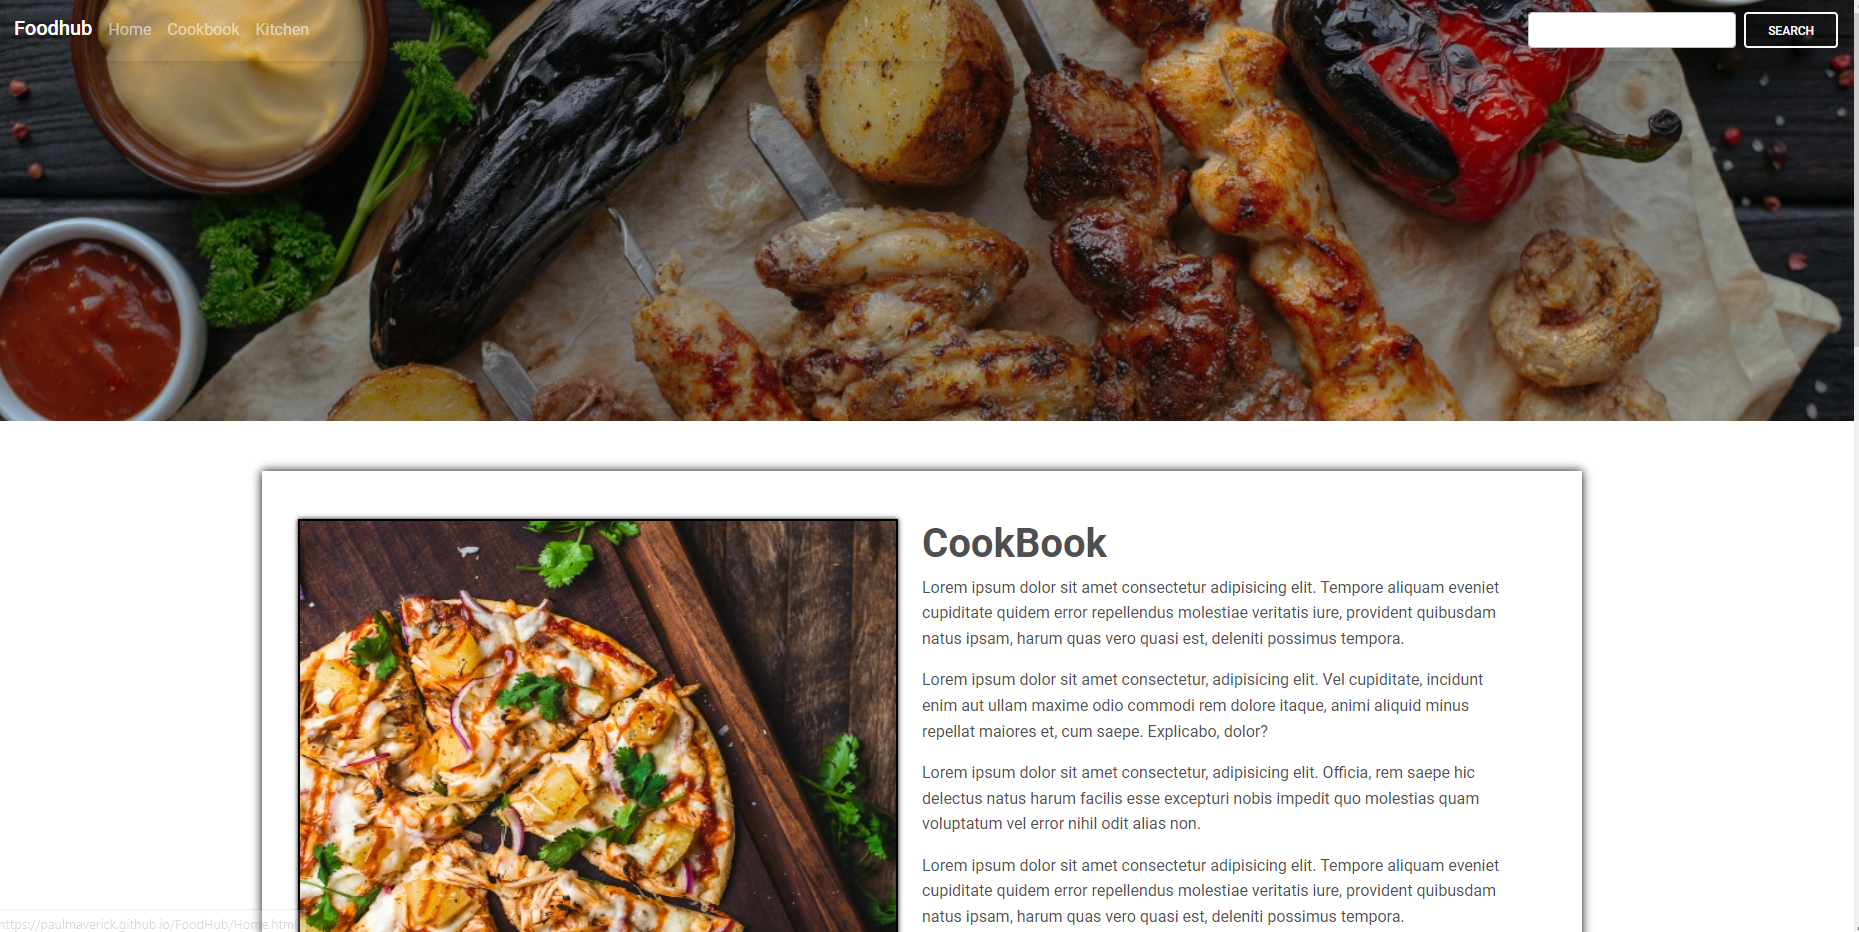 Foodhub Home Cookbook Kitchen SEARCH
CookBook
Lorem ipsum dolor sit amet consectetur adipisicing elit. Tempore aliquam eveniet
cupiditate quidem error repellendus molestiae veritatis iure, provident quibusdam
natus ipsam, harum quas vero quasi est, deleniti possimus tempora.
Lorem ipsum dolor sit amet consectetur, adipisicing elit. Vel cupiditate, incidunt
enim aut ullam maxime odio commodi rem dolore itaque, animi aliquid minus
repellat maiores et, cum saepe. Explicabo, dolor?
Lorem ipsum dolor sit amet consectetur, adipisicing elit. Officia, rem saepe hic
delectus natus harum facilis esse excepturi nobis impedit quo molestias quam
voluptatum vel error nihil odit alias non.
Lorem ipsum dolor sit amet consectetur adipisicing elit. Tempore aliquam eveniet
cupiditate quidem error repellendus molestiae veritatis iure, provident quibusdam
natus ipsam, harum quas vero quasi est, deleniti possimus tempora.
https://paulmaverick.github.io/FoodHub/Home.html